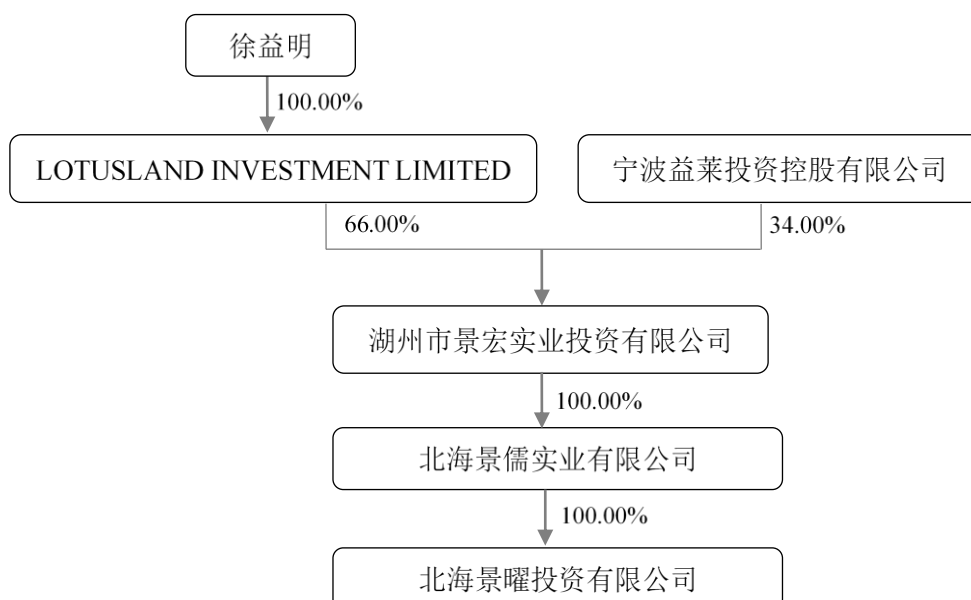 徐益明
100.00%
LOTUSLAND INVESTMENT LIMITED
宁波益莱投资控股有限公司
66.00%
34.00%
湖州市景宏实业投资有限公司
100.00%
北海景儒实业有限公司
100.00%
北海景曜投资有限公司